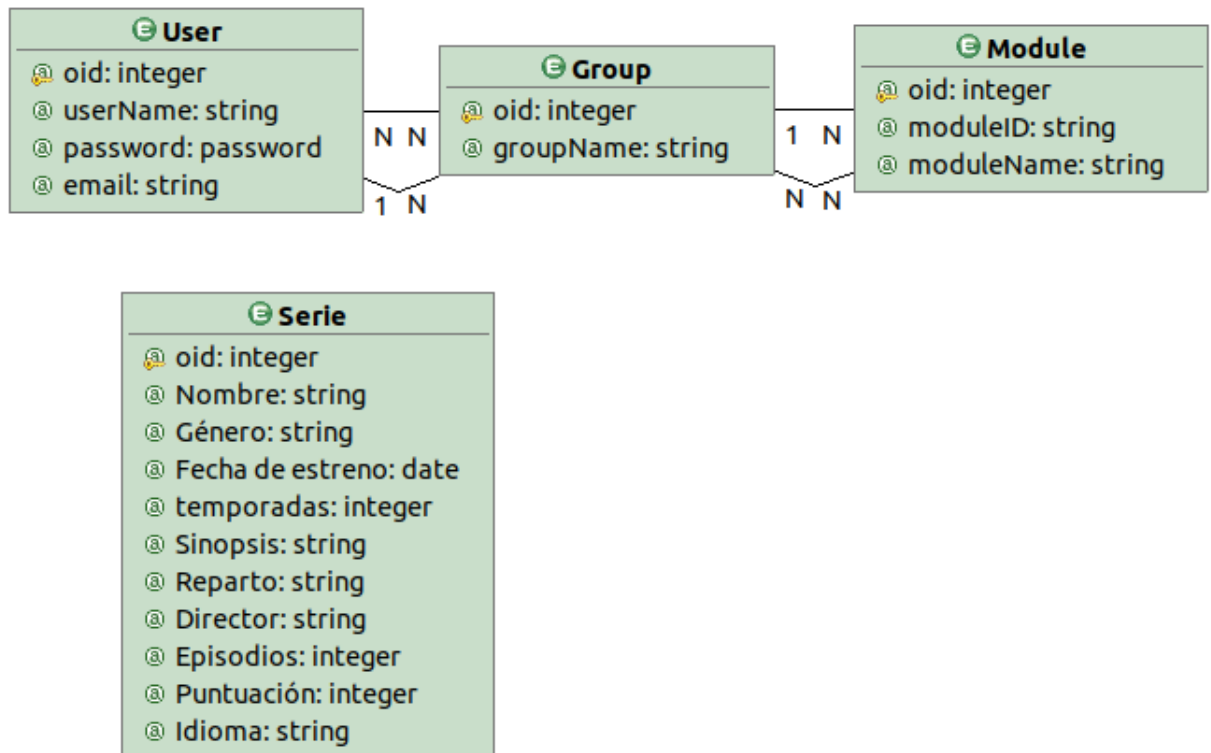 User
oid: integer
userName: string
password: password
email: string
N N
1 N
Group
oid: integer
groupName: string
1 N
N N
Module
oid: integer
moduleID: string
moduleName: string
Serie
oid: integer
Nombre: string
Género: string
Fecha de estreno: date
temporadas: integer
Sinopsis: string
Reparto: string
Director: string
Episodios: integer
Puntuación: integer
Idioma: string